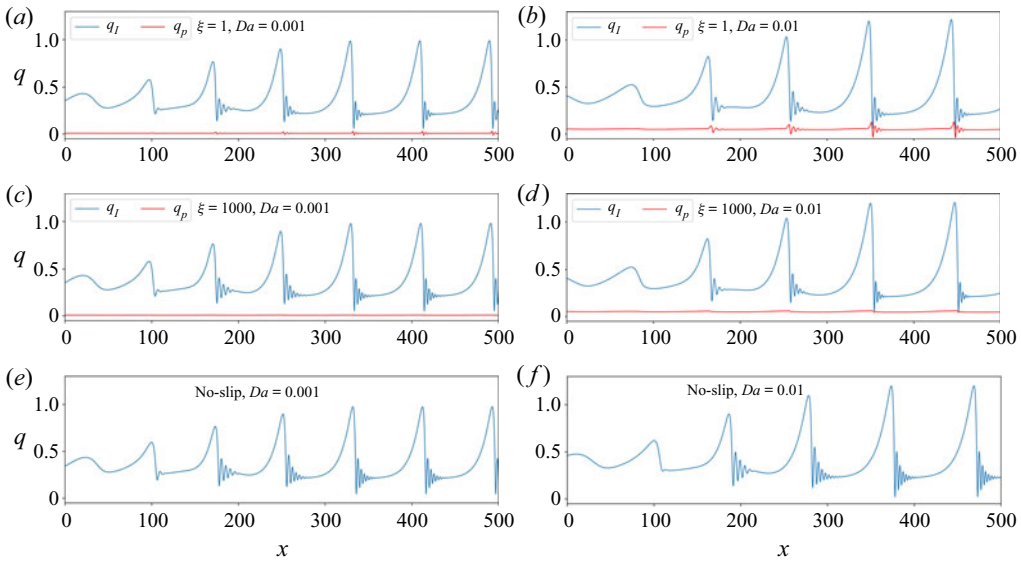 (a) q_I q_p ξ = 1, Da = 0.001
1.0
q
0.5
0
0 100 200 300 400 500
(b) q_I q_p ξ = 1, Da = 0.01
1.0
0.5
0
0 100 200 300 400 500
(c) q_I q_p ξ = 1000, Da = 0.001
1.0
q
0.5
0
0 100 200 300 400 500
(d) q_I q_p ξ = 1000, Da = 0.01
1.0
0.5
0
0 100 200 300 400 500
(e) No-slip, Da = 0.001
1.0
q
0.5
0
0 100 200 300 400 500
x
(f) No-slip, Da = 0.01
1.0
0.5
0
0 100 200 300 400 500
x